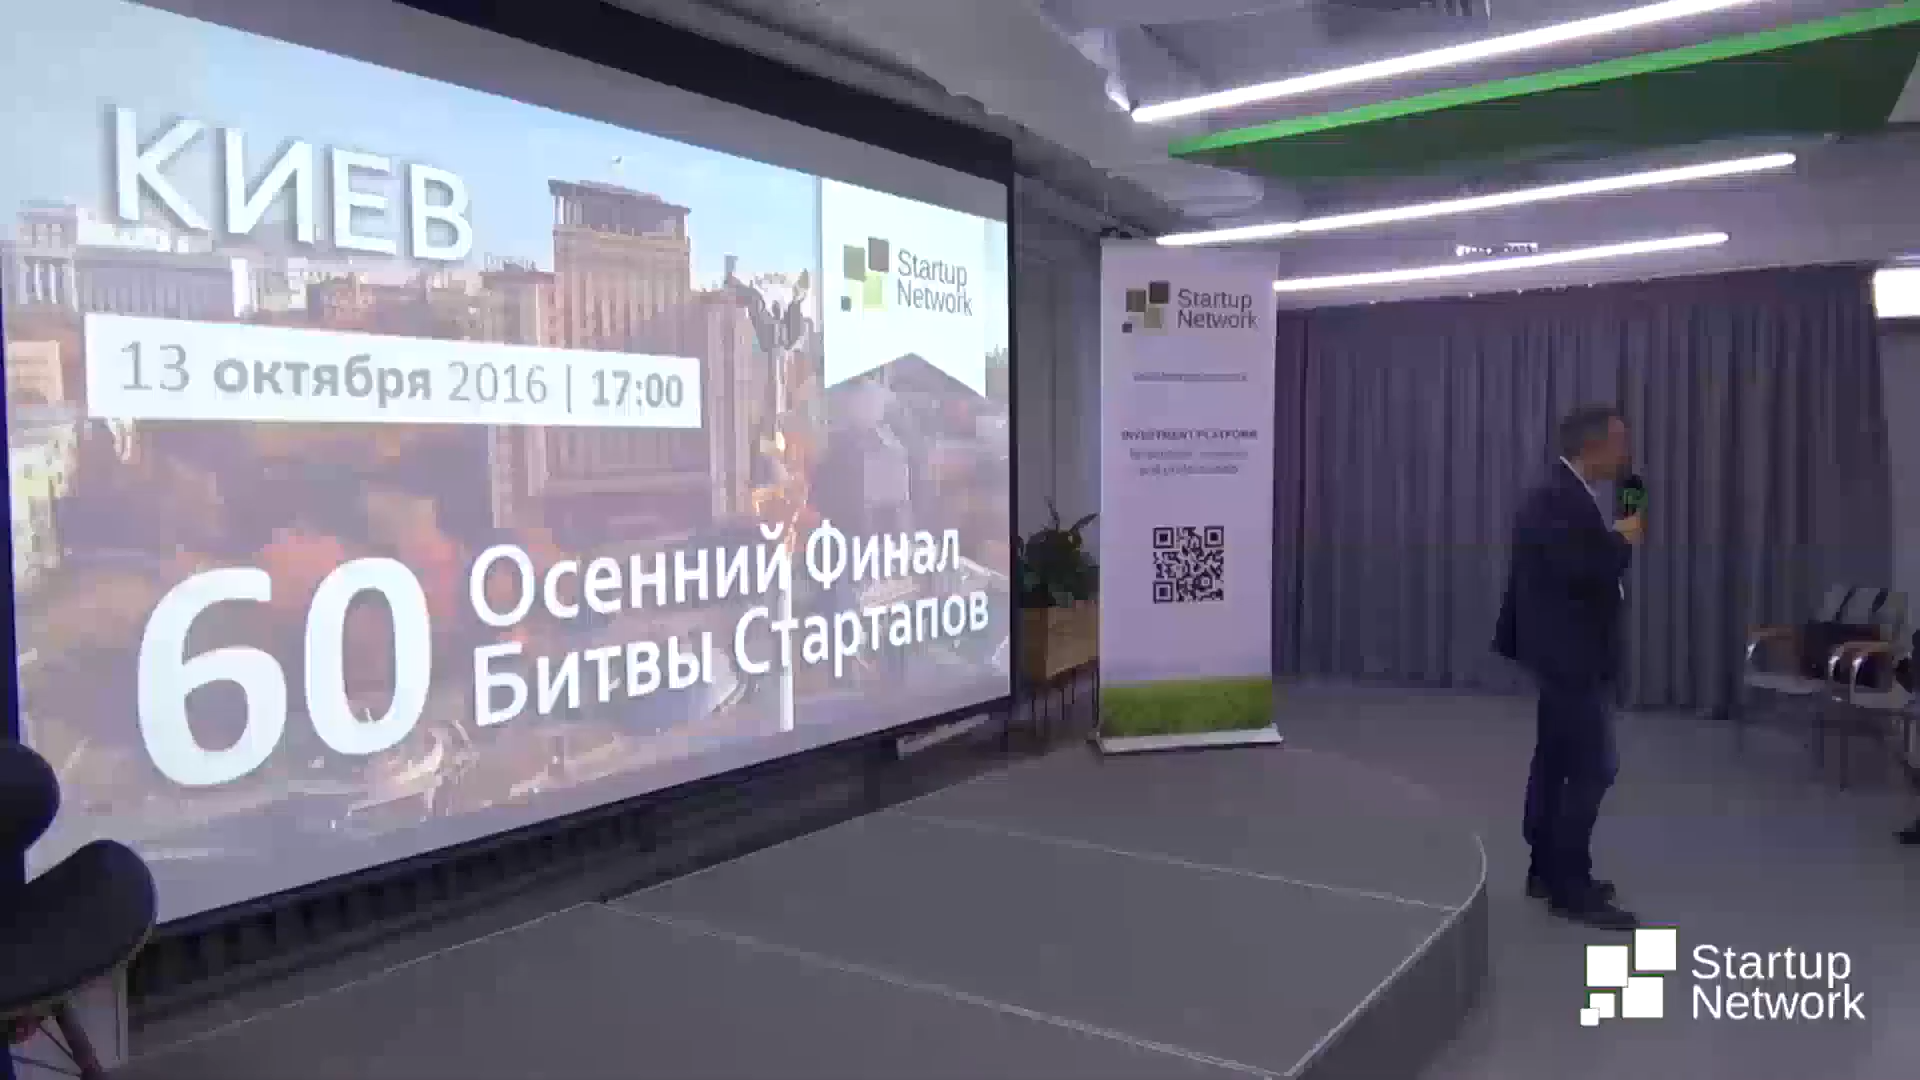 КИЕВ
Startup
Network
13 октября 2016 | 17:00
60
Осенний Финал
Битвы Стартапов
Startup
Network
INVESTMENT PLATFORM
Startup
Network